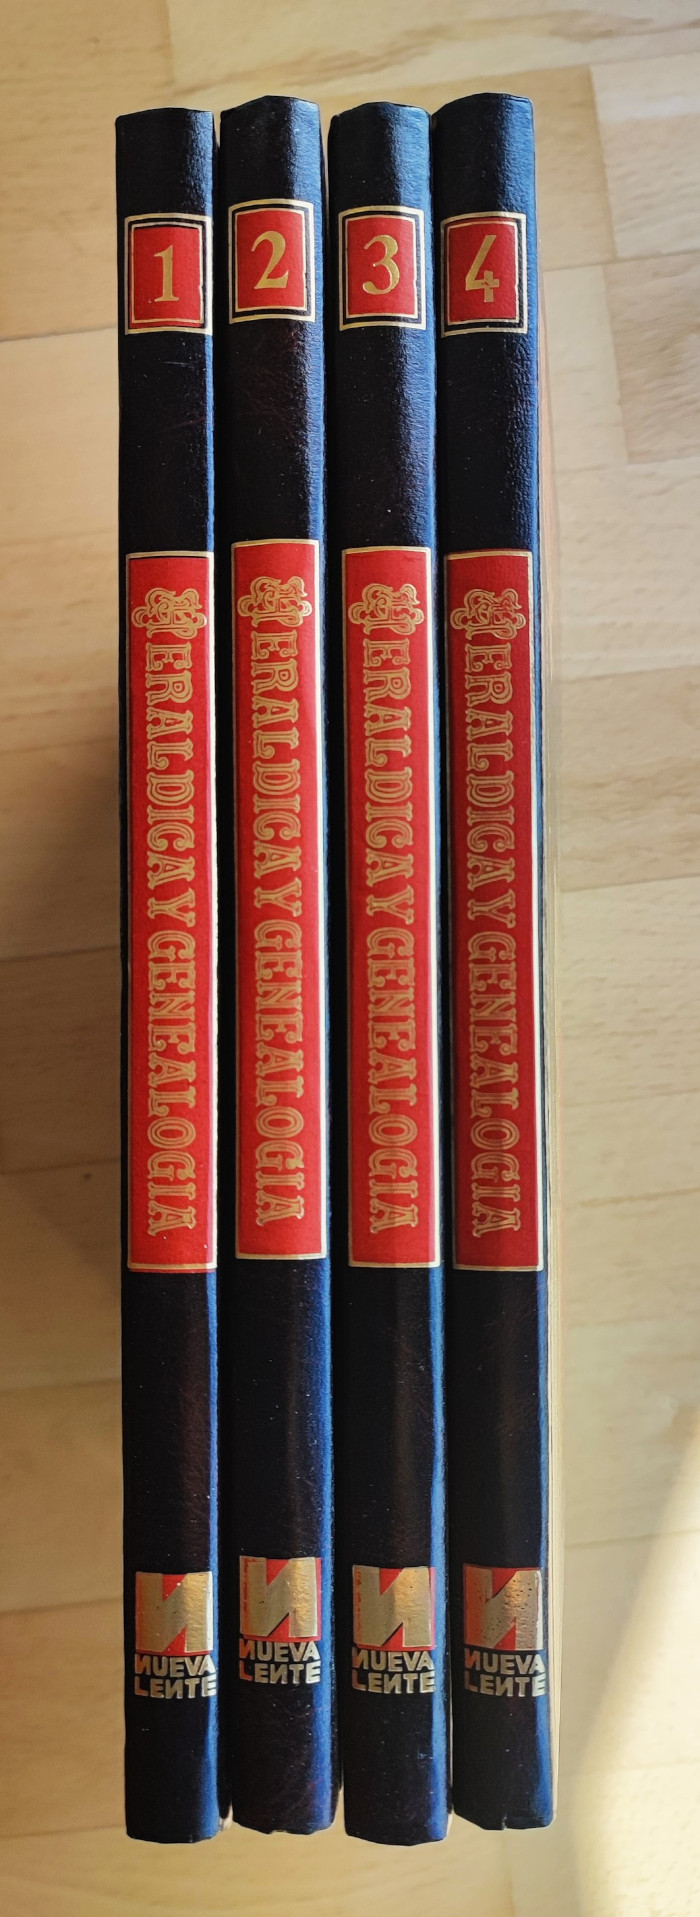 1
HERALDICA Y GENEALOGIA
NUEVA
LENTE
2
HERALDICA Y GENEALOGIA
NUEVA
LENTE
3
HERALDICA Y GENEALOGIA
NUEVA
LENTE
4
HERALDICA Y GENEALOGIA
NUEVA
LENTE